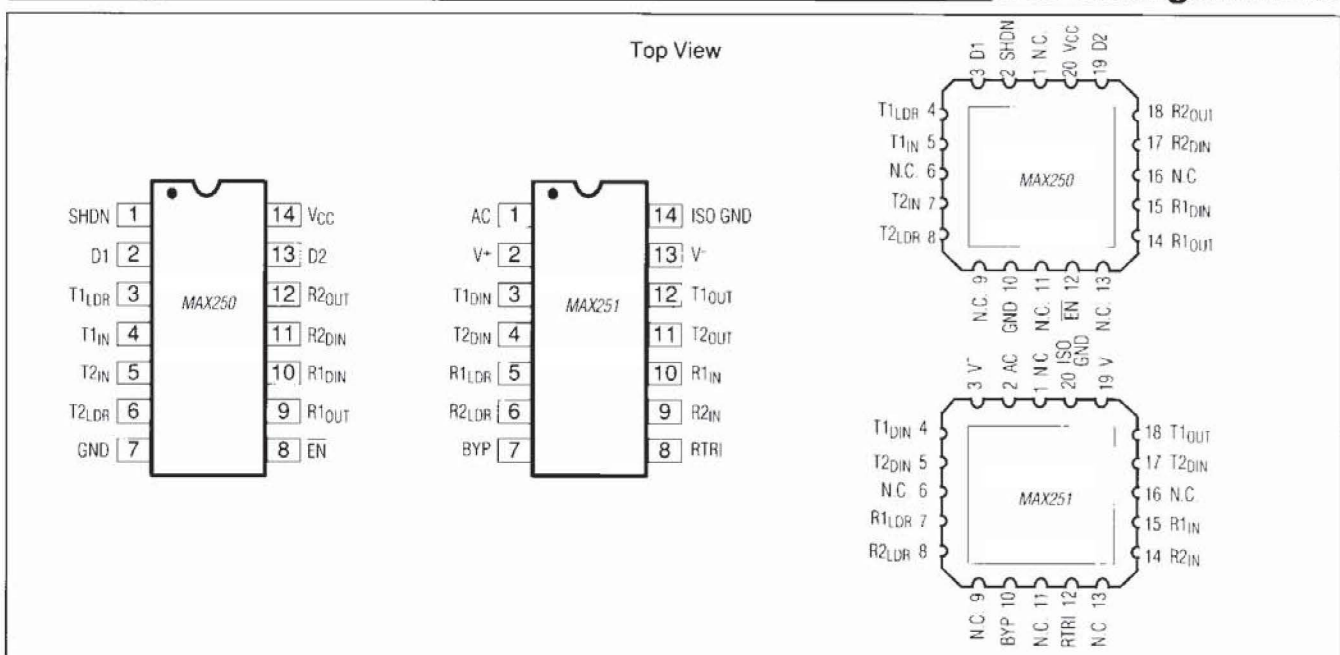 Top View
SHDN 1
D1 2
T1LDR 3
T1IN 4
T2IN 5
T2LDR 6
GND 7
MAX250
14 VCC
13 D2
12 R2OUT
11 R2DIN
10 R1DIN
9 R1OUT
8 EN
AC 1
V+ 2
T1DIN 3
T2DIN 4
R1LDR 5
R2LDR 6
BYP 7
MAX251
14 ISO GND
13 V-
12 T1OUT
11 T2OUT
10 R1IN
9 R2IN
8 RTRI
3 D1
2 SHDN
1 N.C.
20 VCC
19 D2
T1LDR 4
T1IN 5
N.C. 6
T2IN 7
T2LDR 8
MAX250
18 R2OUT
17 R2DIN
16 N.C
15 R1DIN
14 R1OUT
N.C. 9
GND 10
N.C. 11
EN 12
N.C. 13
3 V-
2 AC
1 NC
20 ISO GND
19 V
T1DIN 4
T2DIN 5
N.C 6
R1LDR 7
R2LDR 8
MAX251
18 T1OUT
17 T2DIN
16 N.C.
15 R1IN
14 R2IN
N.C. 9
BYP 10
N.C. 11
RTRI 12
N.C 13